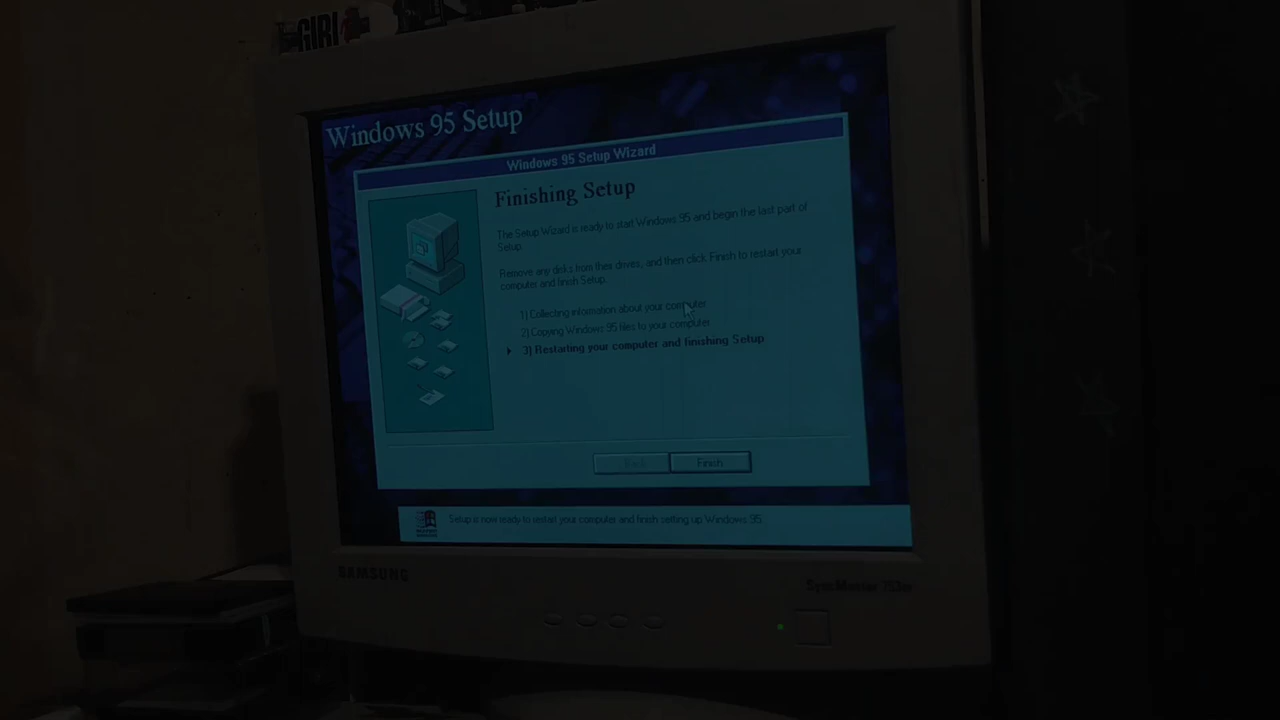 GIRL
Windows 95 Setup
Windows 95 Setup Wizard
Finishing Setup
The Setup Wizard is ready to start Windows 95 and begin the last part of
Setup.
Remove any disks from their drives, and then click Finish to restart your
computer and finish Setup.
1) Collecting information about your computer
2) Copying Windows 95 files to your computer
3) Restarting your computer and finishing Setup
Back Finish
Setup is now ready to restart your computer and finish setting up Windows 95.
SAMSUNG
SyncMaster